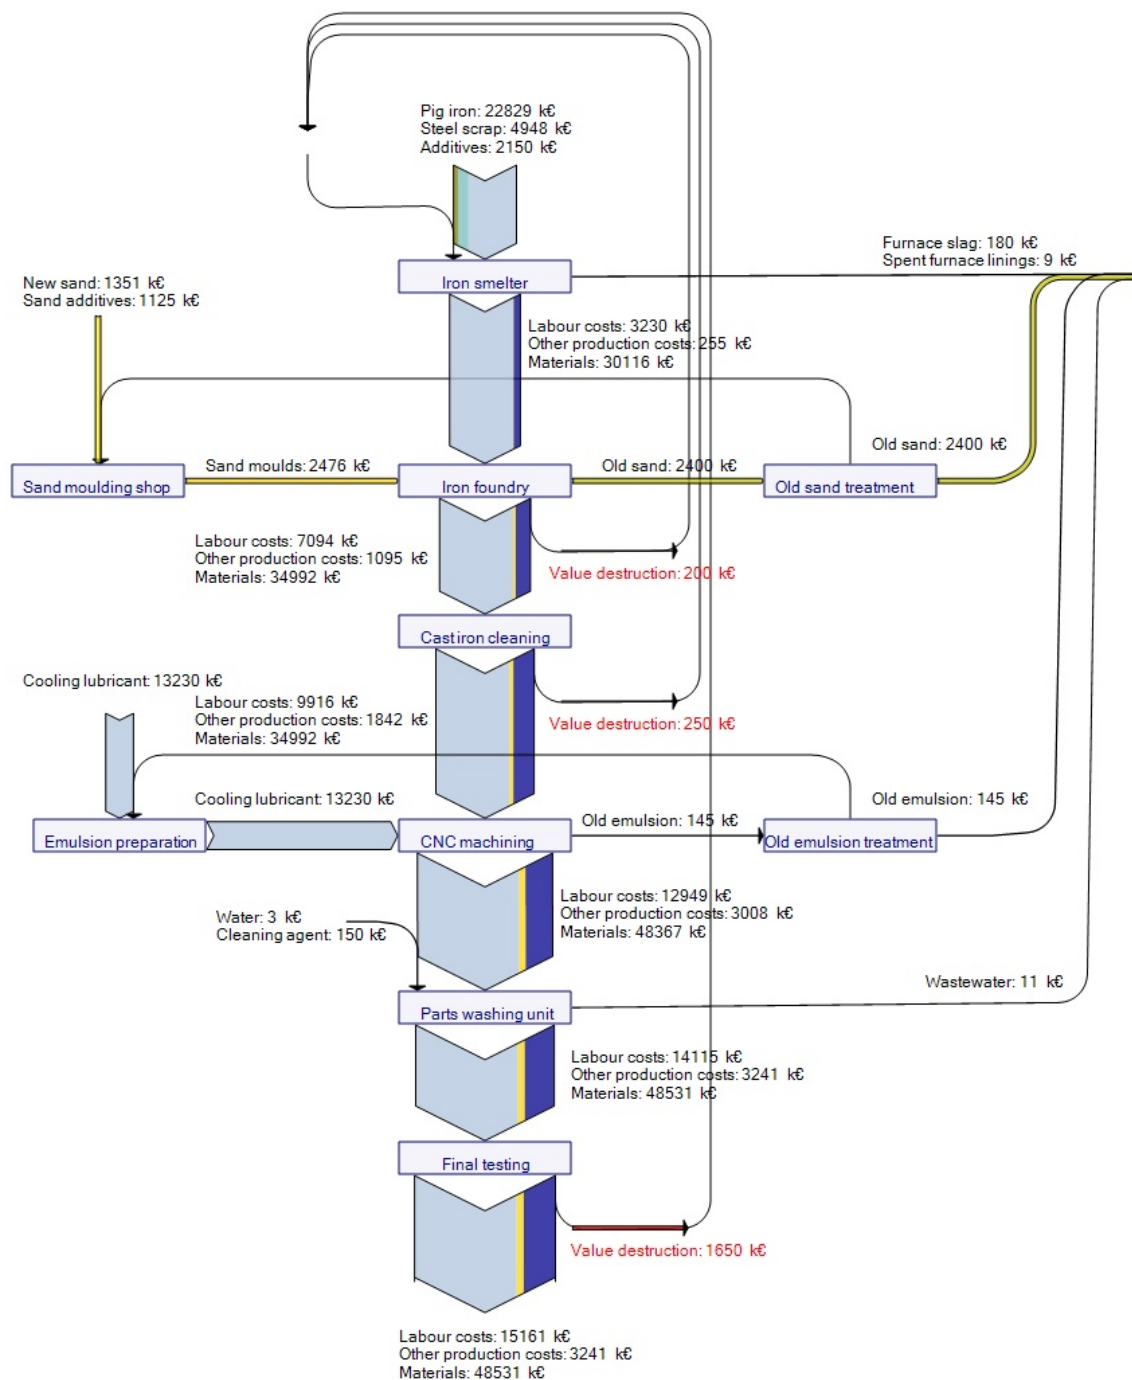 Pig iron: 22829 k€
Steel scrap: 4948 k€
Additives: 2150 k€
Furnace slag: 180 k€
Spent furnace linings: 9 k€
Iron smelter
New sand: 1351 k€
Sand additives: 1125 k€
Labour costs: 3230 k€
Other production costs: 255 k€
Materials: 30116 k€
Old sand: 2400 k€
Sand moulds: 2476 k€
Old sand: 2400 k€
Sand moulding shop
Iron foundry
Old sand treatment
Labour costs: 7094 k€
Other production costs: 1095 k€
Materials: 34992 k€
Value destruction: 200 k€
Cast iron cleaning
Cooling lubricant: 13230 k€
Labour costs: 9916 k€
Other production costs: 1842 k€
Materials: 34992 k€
Value destruction: 250 k€
Cooling lubricant: 13230 k€
Old emulsion: 145 k€
Old emulsion: 145 k€
Emulsion preparation
CNC machining
Old emulsion treatment
Labour costs: 12949 k€
Other production costs: 3008 k€
Materials: 48367 k€
Water: 3 k€
Cleaning agent: 150 k€
Wastewater: 11 k€
Parts washing unit
Labour costs: 14115 k€
Other production costs: 3241 k€
Materials: 48531 k€
Final testing
Value destruction: 1650 k€
Labour costs: 15161 k€
Other production costs: 3241 k€
Materials: 48531 k€